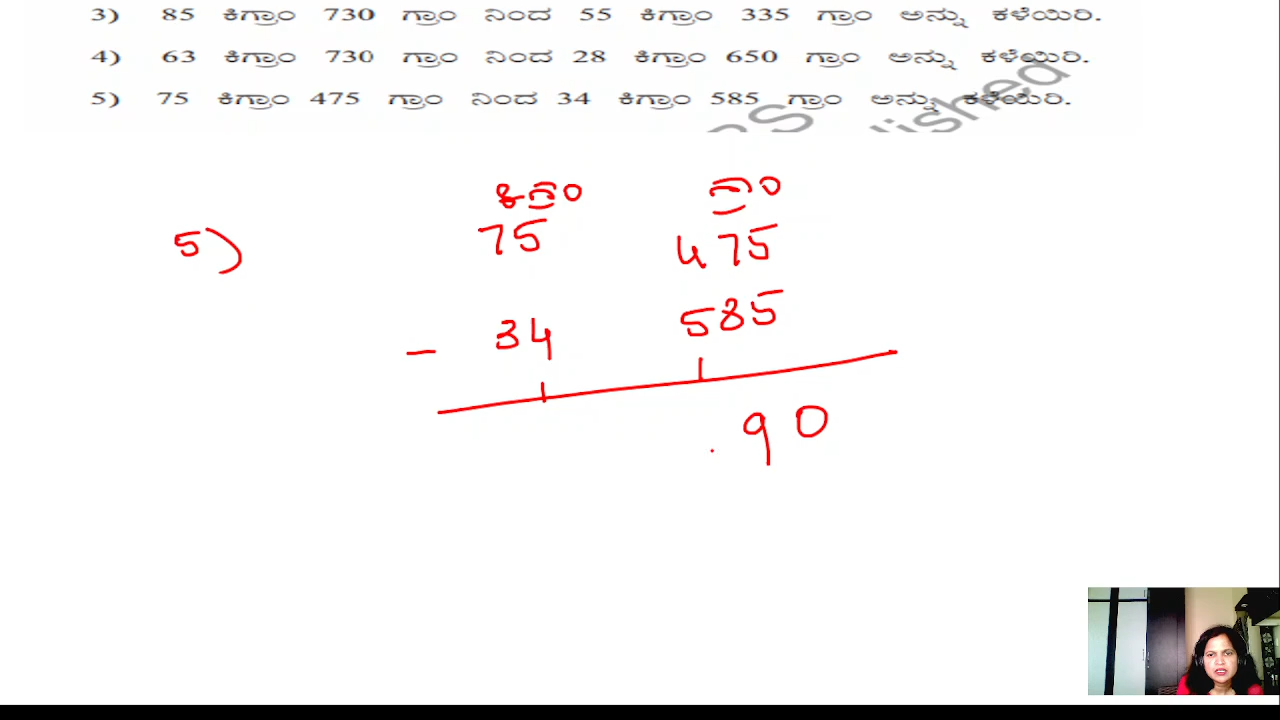 3) 85 ಕಿಗ್ರಾಂ 730 ಗ್ರಾಂ ನಿಂದ 55 ಕಿಗ್ರಾಂ 335 ಗ್ರಾಂ ಅನ್ನು ಕಳೆಯಿರಿ.
4) 63 ಕಿಗ್ರಾಂ 730 ಗ್ರಾಂ ನಿಂದ 28 ಕಿಗ್ರಾಂ 650 ಗ್ರಾಂ ಅನ್ನು ಕಳೆಯಿರಿ.
5) 75 ಕಿಗ್ರಾಂ 475 ಗ್ರಾಂ ನಿಂದ 34 ಕಿಗ್ರಾಂ 585 ಗ್ರಾಂ ಅನ್ನು ಕಳೆಯಿರಿ.
ಕಿಗ್ರಾಂ ಗ್ರಾಂ
5) 75 475
- 34 585
90